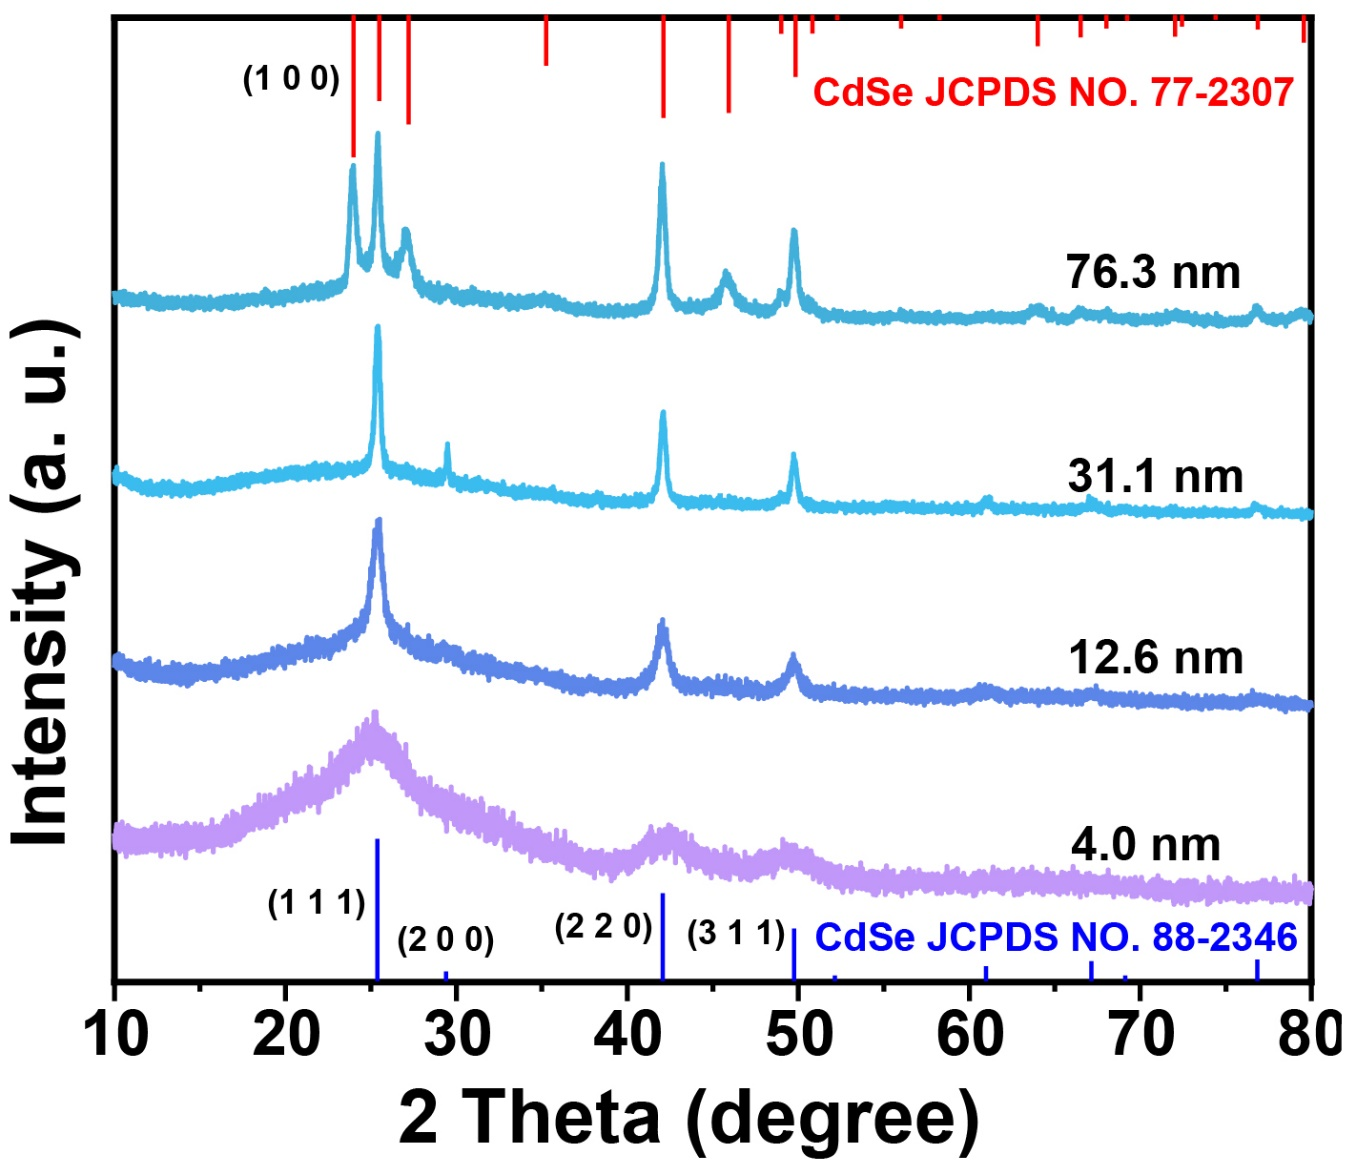 (1 0 0)
CdSe JCPDS NO. 77-2307
76.3 nm
31.1 nm
12.6 nm
4.0 nm
(1 1 1)
(2 0 0)
(2 2 0)
(3 1 1)
CdSe JCPDS NO. 88-2346
Intensity (a. u.)
10 20 30 40 50 60 70 80
2 Theta (degree)